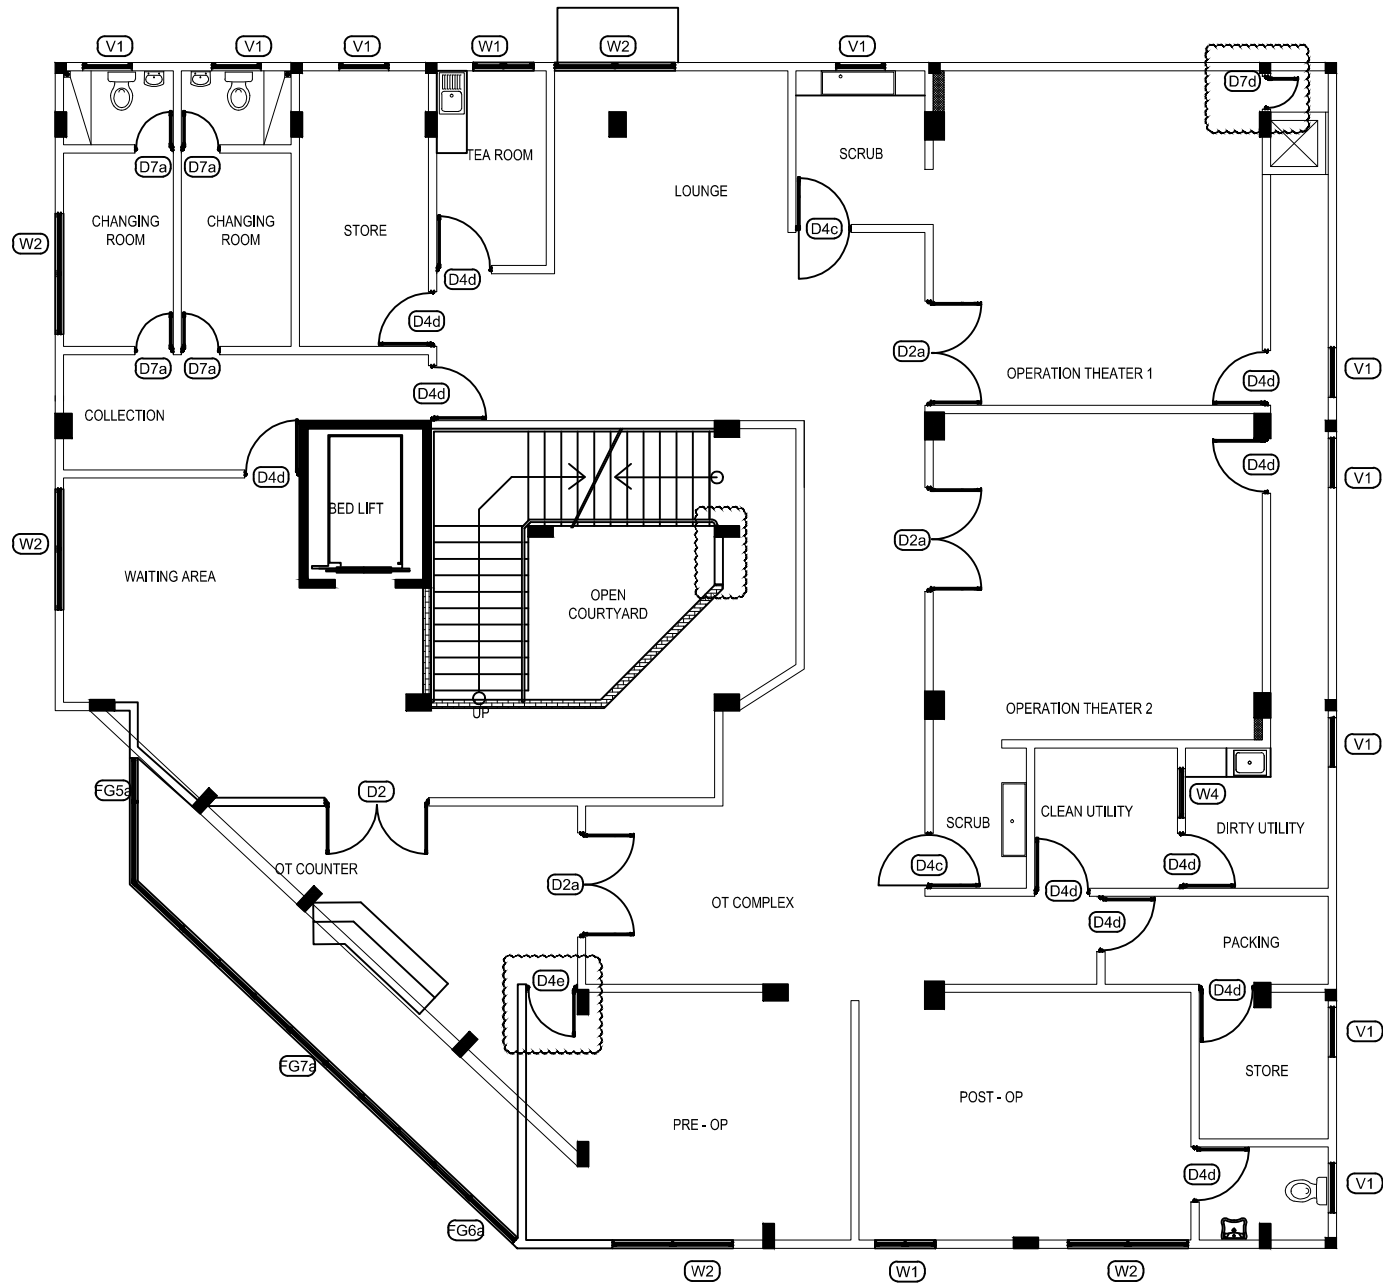 V1
V1
V1
W1
W2
V1
D7d
TEA ROOM
SCRUB
D7a
D7a
LOUNGE
CHANGING
ROOM
CHANGING
ROOM
STORE
D4c
W2
D4d
D4d
D2a
D7a
D7a
OPERATION THEATER 1
V1
D4d
D4d
COLLECTION
D4d
D4d
V1
BED LIFT
W2
D2a
WAITING AREA
OPEN
COURTYARD
UP
OPERATION THEATER 2
V1
FG5a
D2
W4
CLEAN UTILITY
SCRUB
DIRTY UTILITY
OT COUNTER
D4c
D4d
D2a
D4d
OT COMPLEX
D4d
PACKING
D4e
D4d
V1
FG7a
STORE
POST - OP
PRE - OP
D4d
V1
FG6a
W2
W1
W2